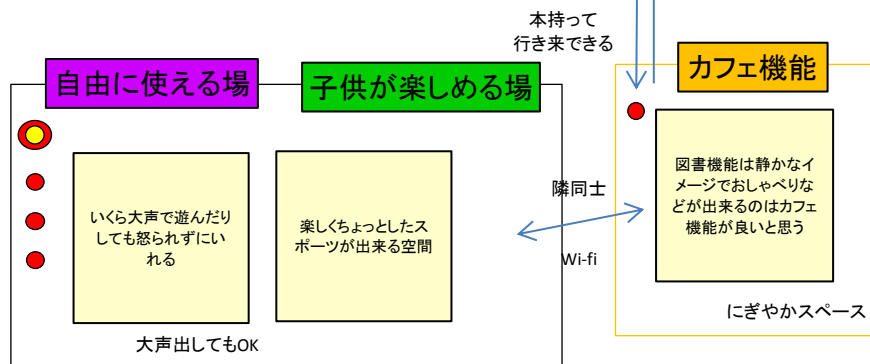 本持って
行き来できる
自由に使える場
子供が楽しめる場
カフェ機能
いくら大声で遊んだり
しても怒られずにい
れる
楽しくちょっとしたス
ポーツが出来る空間
大声出してもOK
隣同士
Wi-fi
図書機能は静かなイ
メージでおしゃべりな
どが出来るのはカフェ
機能が良いと思う
にぎやかスペース